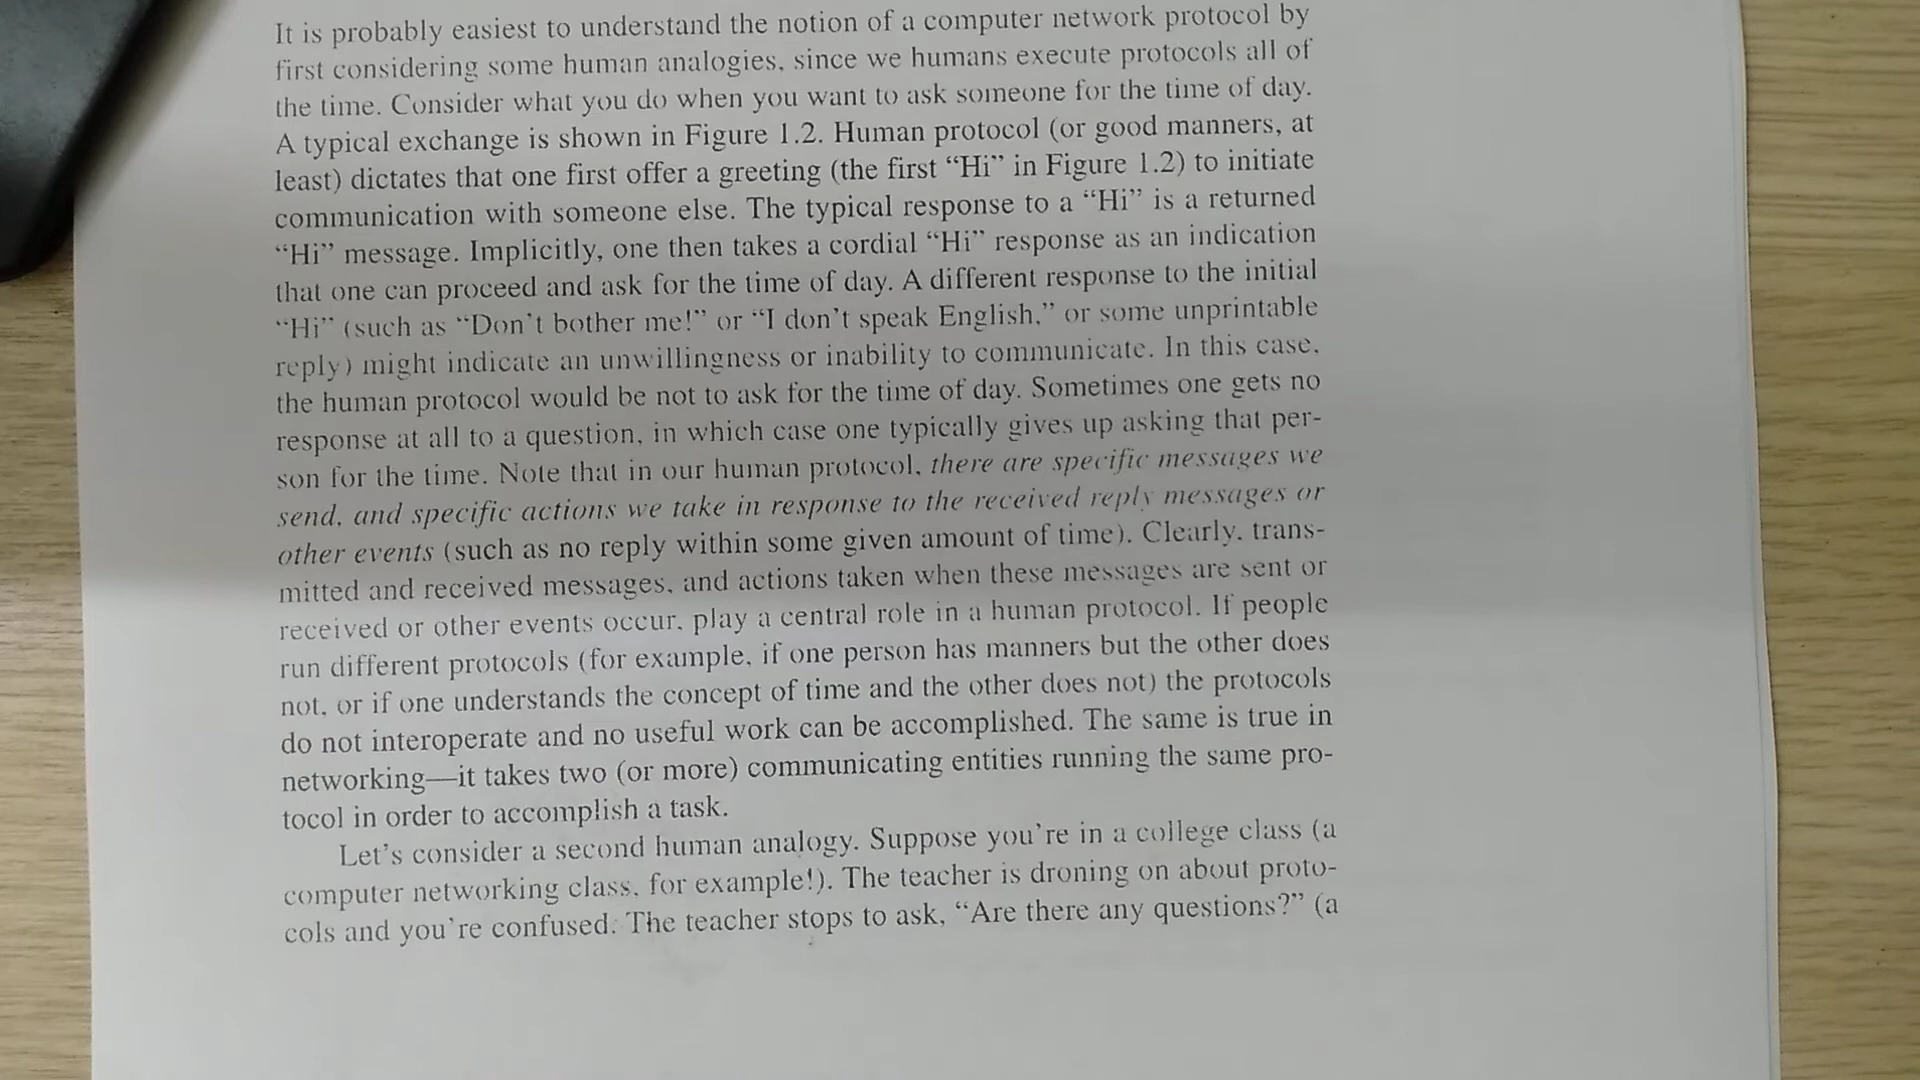 It is probably easiest to understand the notion of a computer network protocol by
first considering some human analogies, since we humans execute protocols all of
the time. Consider what you do when you want to ask someone for the time of day.
A typical exchange is shown in Figure 1.2. Human protocol (or good manners, at
least) dictates that one first offer a greeting (the first “Hi” in Figure 1.2) to initiate
communication with someone else. The typical response to a “Hi” is a returned
“Hi” message. Implicitly, one then takes a cordial “Hi” response as an indication
that one can proceed and ask for the time of day. A different response to the initial
“Hi” (such as “Don’t bother me!” or “I don’t speak English,” or some unprintable
reply) might indicate an unwillingness or inability to communicate. In this case,
the human protocol would be not to ask for the time of day. Sometimes one gets no
response at all to a question, in which case one typically gives up asking that per-
son for the time. Note that in our human protocol, there are specific messages we
send, and specific actions we take in response to the received reply messages or
other events (such as no reply within some given amount of time). Clearly, trans-
mitted and received messages, and actions taken when these messages are sent or
received or other events occur, play a central role in a human protocol. If people
run different protocols (for example, if one person has manners but the other does
not, or if one understands the concept of time and the other does not) the protocols
do not interoperate and no useful work can be accomplished. The same is true in
networking—it takes two (or more) communicating entities running the same pro-
tocol in order to accomplish a task.
Let’s consider a second human analogy. Suppose you’re in a college class (a
computer networking class, for example!). The teacher is droning on about proto-
cols and you’re confused. The teacher stops to ask, “Are there any questions?” (a